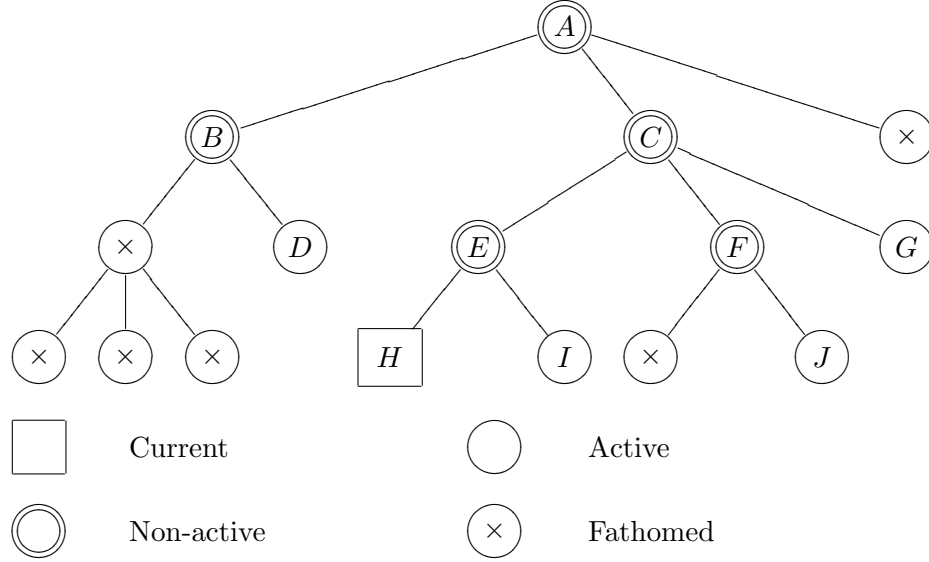 A
B C ×
× D E F G
× × × H I × J
Current Active
Non-active × Fathomed